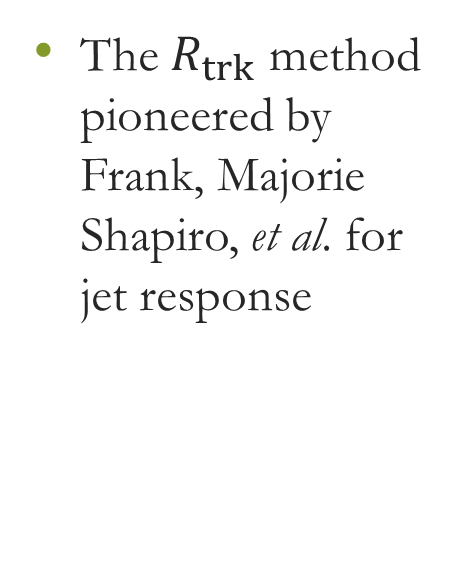 • The R_trk method
pioneered by
Frank, Majorie
Shapiro, et al. for
jet response